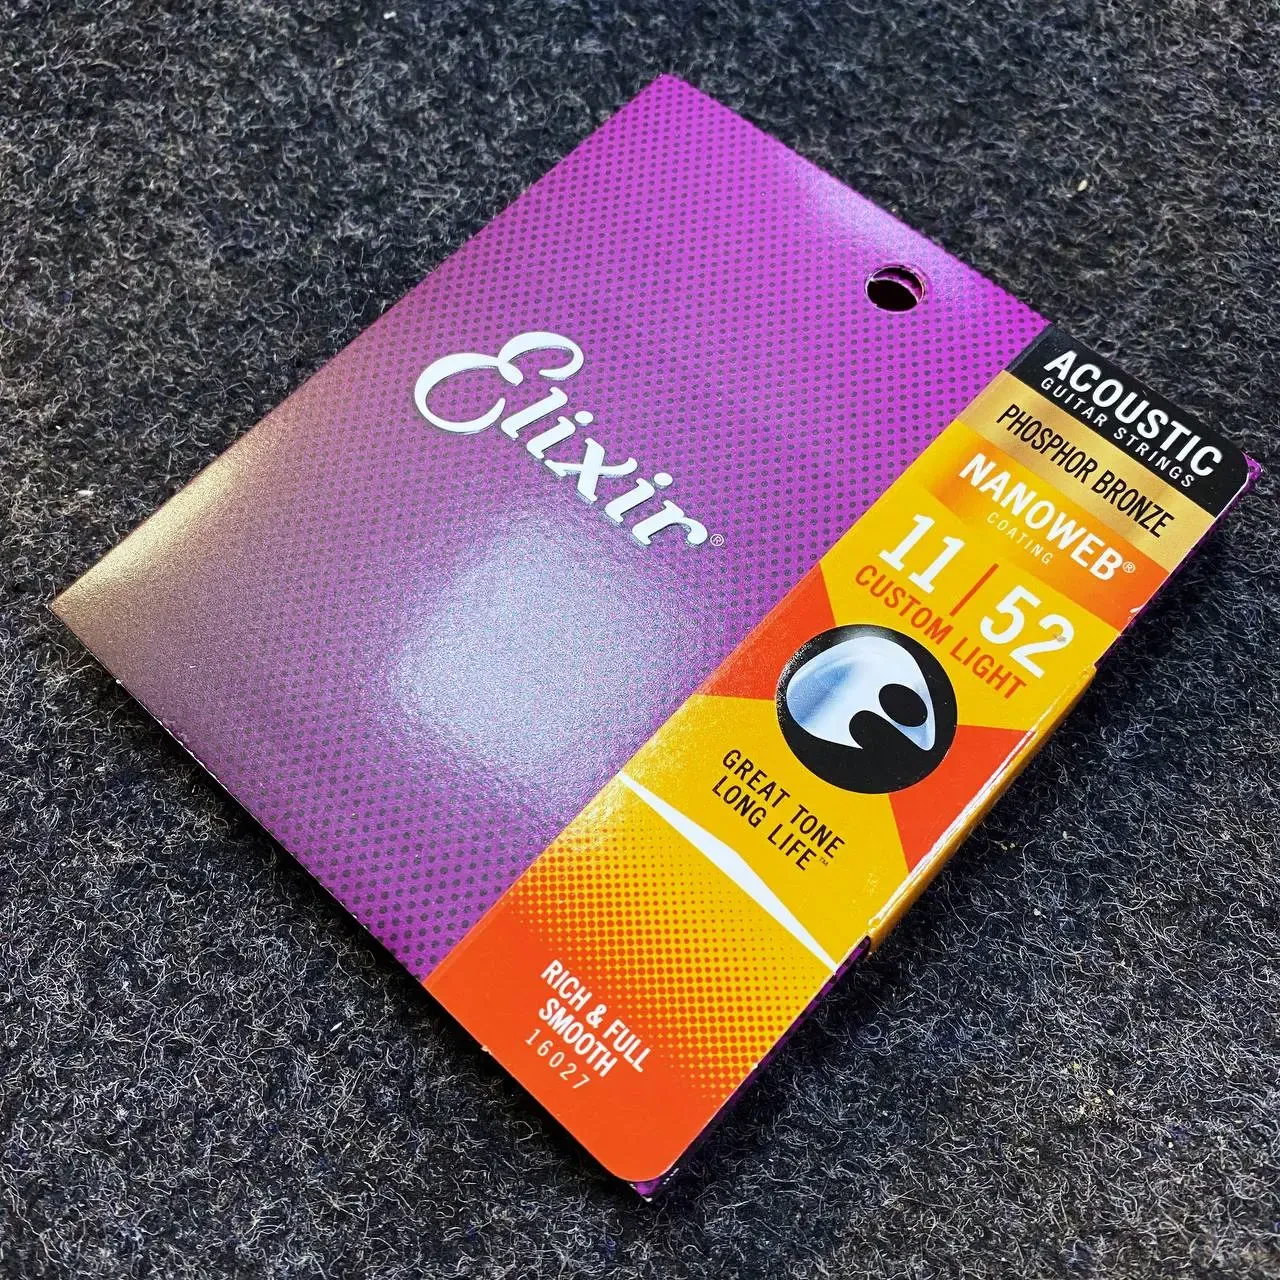 Elixir®
ACOUSTIC
GUITAR STRINGS
PHOSPHOR BRONZE
NANOWEB®
COATING
11 | 52
CUSTOM LIGHT
GREAT TONE
LONG LIFE™
RICH & FULL
SMOOTH
16027